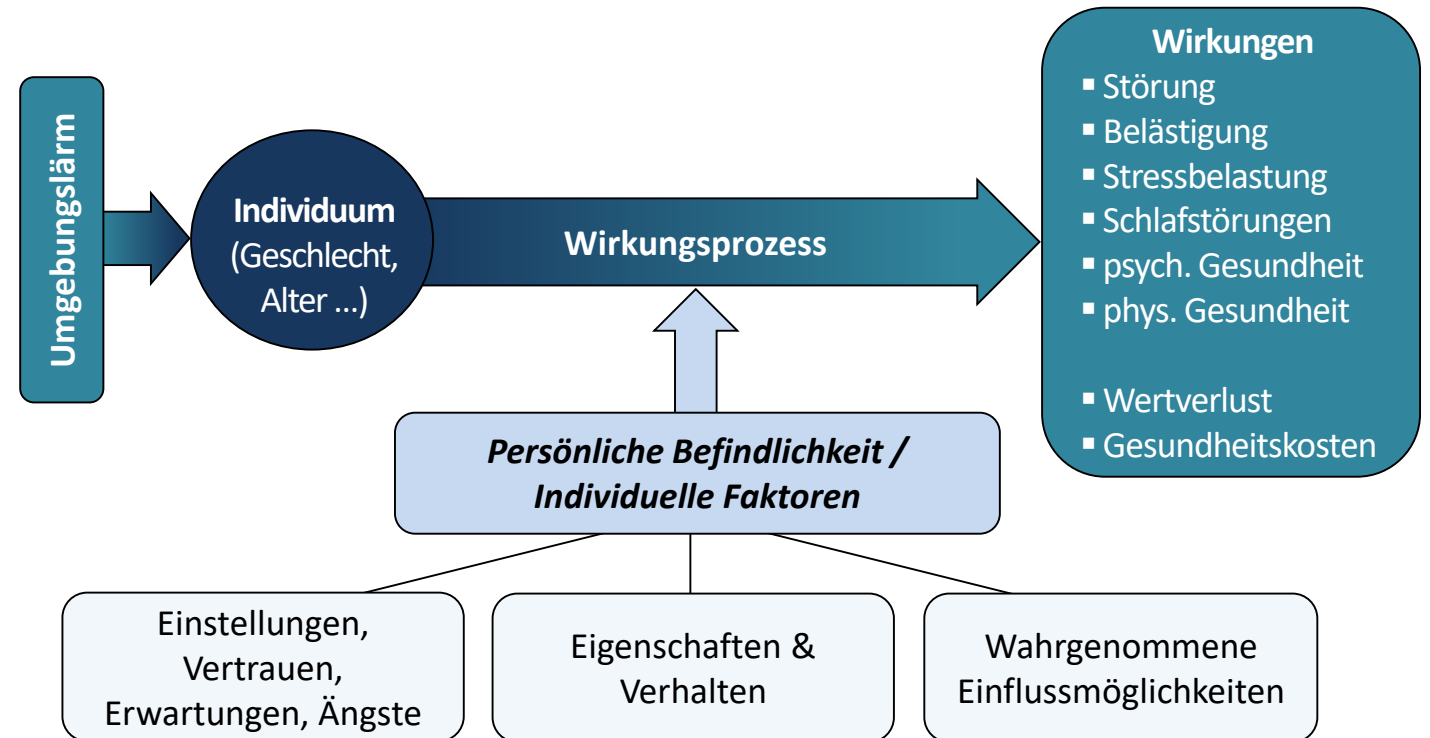 Umgebungslärm
Individuum
(Geschlecht,
Alter ...)
Wirkungsprozess
Wirkungen
▪ Störung
▪ Belästigung
▪ Stressbelastung
▪ Schlafstörungen
▪ psych. Gesundheit
▪ phys. Gesundheit
▪ Wertverlust
▪ Gesundheitskosten
Persönliche Befindlichkeit /
Individuelle Faktoren
Einstellungen,
Vertrauen,
Erwartungen, Ängste
Eigenschaften &
Verhalten
Wahrgenommene
Einflussmöglichkeiten